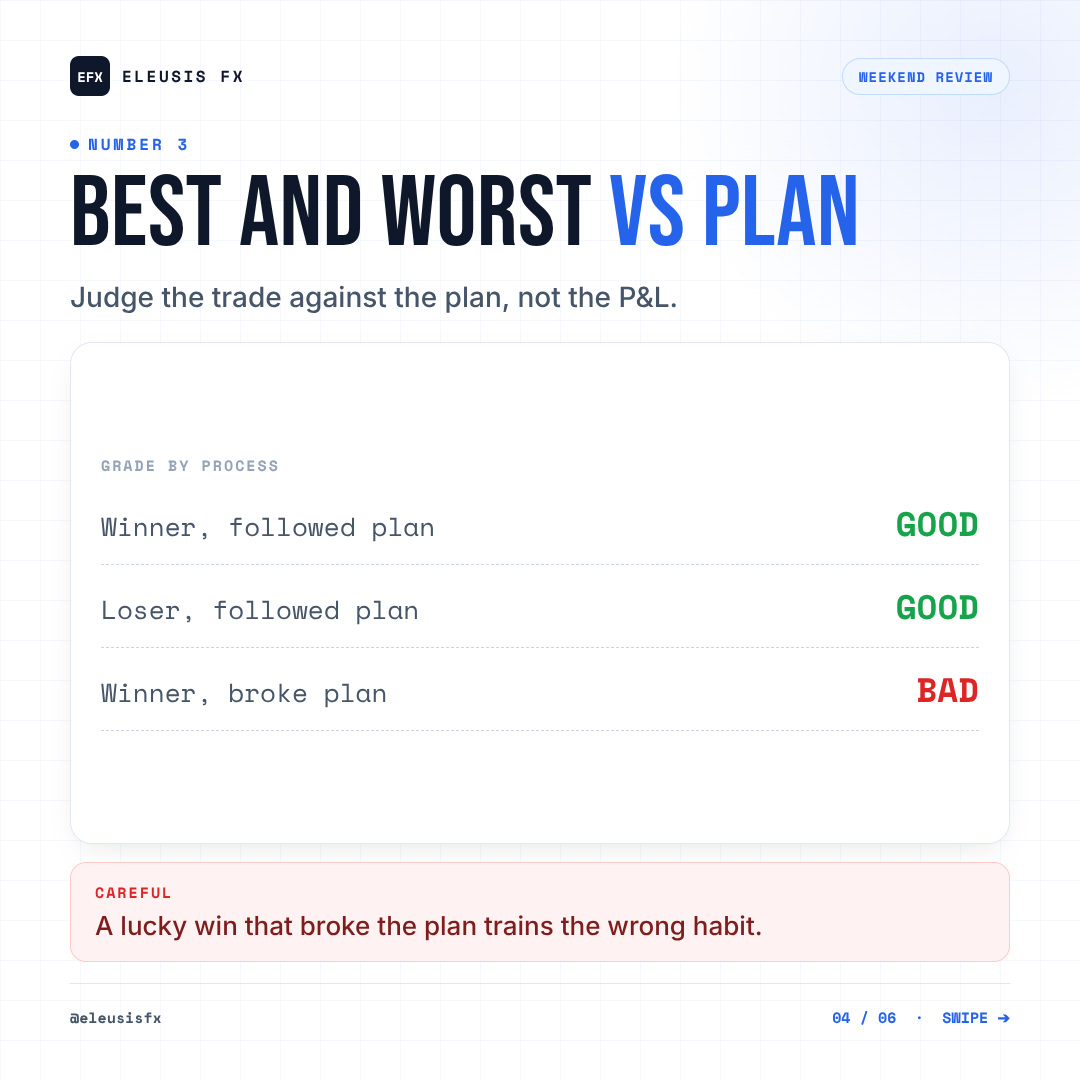 EFX ELEUSIS FX
WEEKEND REVIEW
NUMBER 3
BEST AND WORST VS PLAN
Judge the trade against the plan, not the P&L.
GRADE BY PROCESS
Winner, followed plan GOOD
Loser, followed plan GOOD
Winner, broke plan BAD
CAREFUL
A lucky win that broke the plan trains the wrong habit.
@eleusisfx
04 / 06 · SWIPE ➔